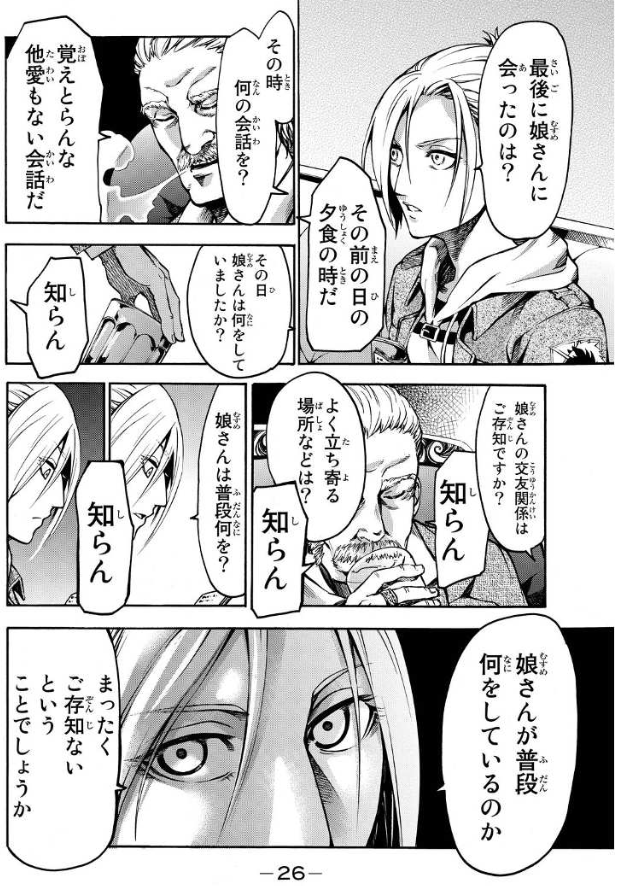 最後に娘さんに
会ったのは？
その前の日の
夕食の時だ
その時
何の会話を？
覚えとらんな
他愛もない会話だ
その日
娘さんは何をして
いましたか？
知らん
娘さんの交友関係は
ご存知ですか？
知らん
よく立ち寄る
場所などは？
知らん
娘さんは普段何を？
知らん
娘さんが普段
何をしているのか
まったく
ご存知ない
という
ことでしょうか
—26—